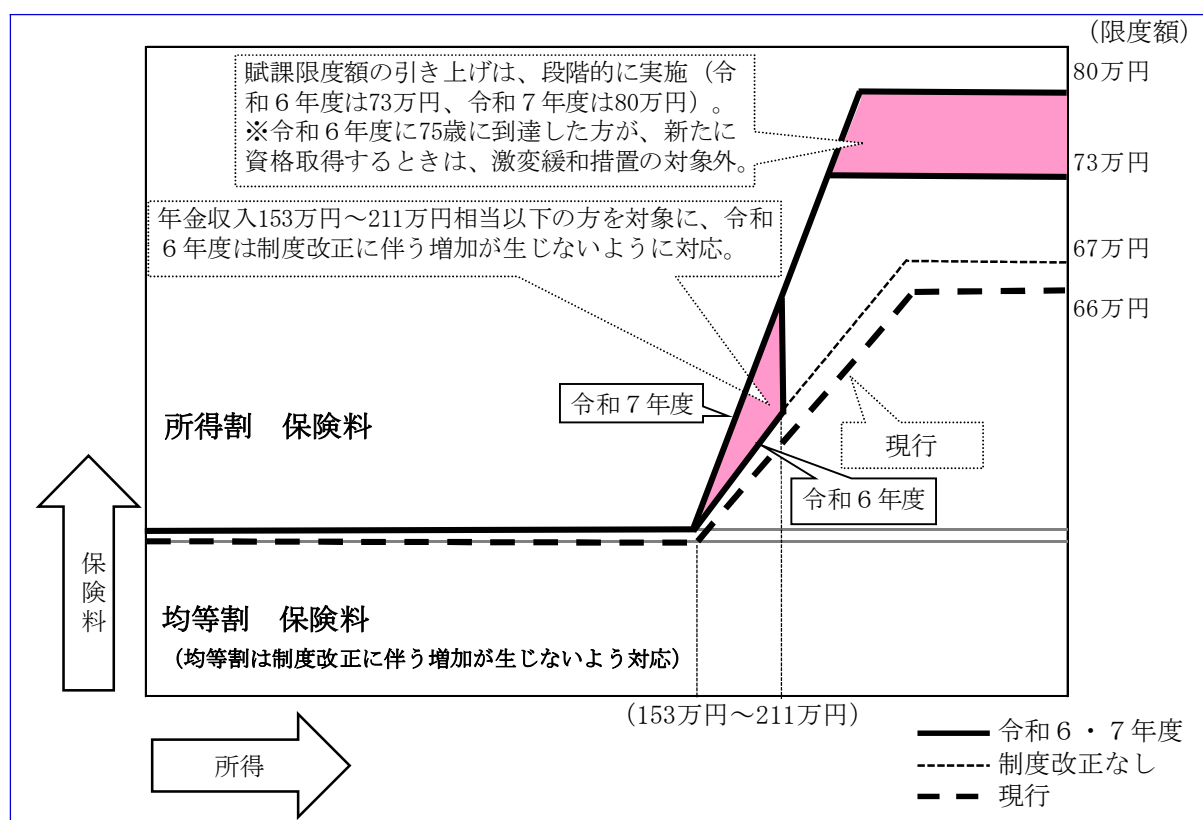 (限度額)
80万円
賦課限度額の引き上げは、段階的に実施（令
和６年度は73万円、令和７年度は80万円）。
※令和６年度に75歳に到達した方が、新たに
資格取得するときは、激変緩和措置の対象外。
73万円
年金収入153万円～211万円相当以下の方を対象に、令和
６年度は制度改正に伴う増加が生じないように対応。
67万円
66万円
令和７年度
所得割　保険料
現行
令和６年度
保険料
均等割　保険料
（均等割は制度改正に伴う増加が生じないよう対応）
(153万円～211万円)
所得
令和６・７年度
制度改正なし
現行